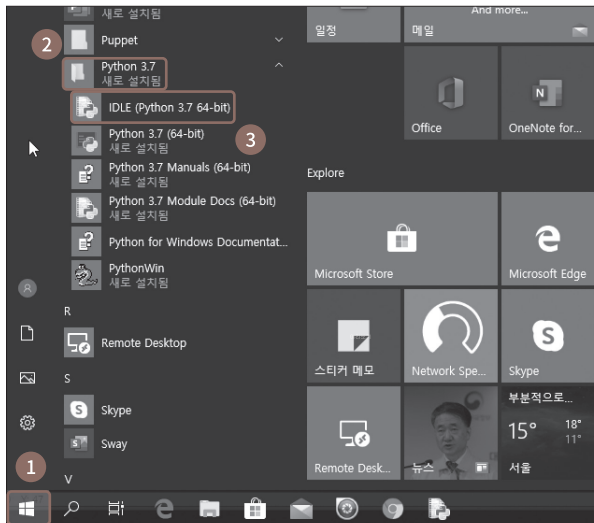 새로 설치됨
2
Puppet
Python 3.7
새로 설치됨
IDLE (Python 3.7 64-bit)
Python 3.7 (64-bit)
새로 설치됨
3
Python 3.7 Manuals (64-bit)
새로 설치됨
Python 3.7 Module Docs (64-bit)
새로 설치됨
Python for Windows Documentat...
PythonWin
새로 설치됨
R
Remote Desktop
S
Skype
Sway
V
1
일정
And more...
메일
Office
OneNote for...
Explore
Microsoft Store
Microsoft Edge
스티커 메모
Network Spe...
Skype
Remote Desk...
뉴스
부분적으로...
15°
18°
11°
서울